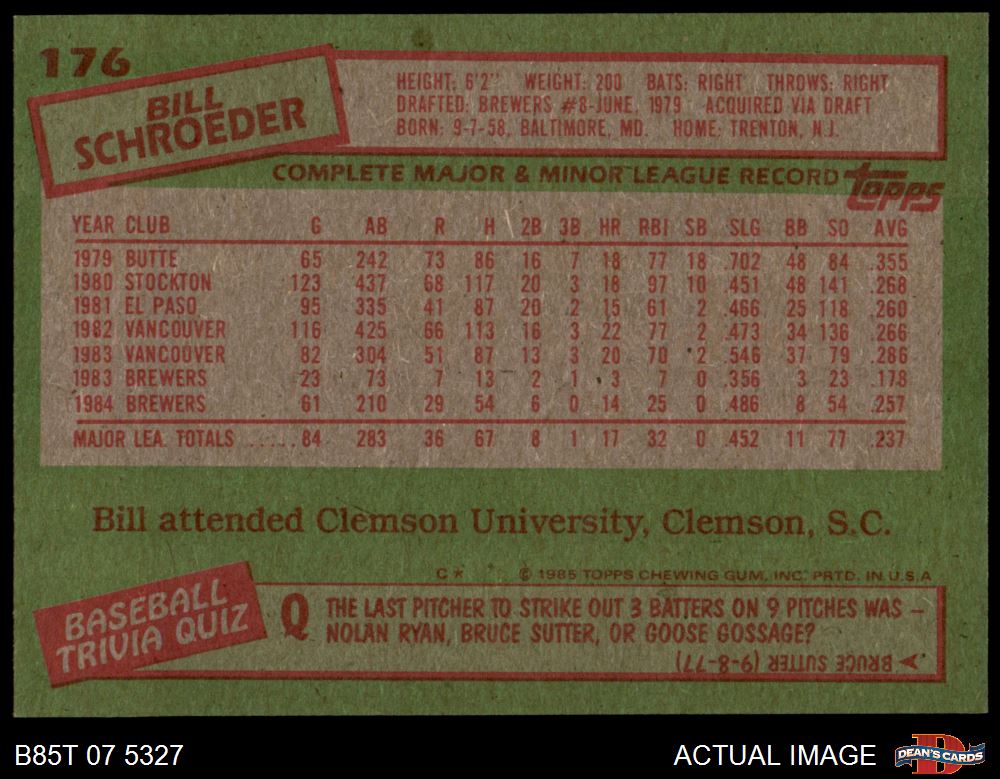 176
BILL
SCHROEDER
HEIGHT: 6'2" WEIGHT: 200 BATS: RIGHT THROWS: RIGHT
DRAFTED: BREWERS #8-JUNE, 1979 ACQUIRED VIA DRAFT
BORN: 9-7-58, BALTIMORE, MD. HOME: TRENTON, N.J.
COMPLETE MAJOR & MINOR LEAGUE RECORD topps
YEAR CLUB G AB R H 2B 3B HR RBI SB SLG BB SO AVG
1979 BUTTE 65 242 73 86 16 7 18 77 18 .702 48 84 .355
1980 STOCKTON 123 437 68 117 20 3 18 97 10 .451 48 141 .268
1981 EL PASO 95 335 41 87 20 2 15 61 2 .466 25 118 .260
1982 VANCOUVER 116 425 66 113 16 3 22 77 2 .473 34 136 .266
1983 VANCOUVER 82 304 51 87 13 3 20 70 2 .546 37 79 .286
1983 BREWERS 23 73 7 13 2 1 3 7 0 .356 3 23 .178
1984 BREWERS 61 210 29 54 6 0 14 25 0 .486 8 54 .257
MAJOR LEA. TOTALS ......84 283 36 67 8 1 17 32 0 .452 11 77 .237
Bill attended Clemson University, Clemson, S.C.
C* © 1985 TOPPS CHEWING GUM, INC. PRTD. IN U.S.A
BASEBALL
TRIVIA QUIZ
Q THE LAST PITCHER TO STRIKE OUT 3 BATTERS ON 9 PITCHES WAS –
NOLAN RYAN, BRUCE SUTTER, OR GOOSE GOSSAGE?
BRUCE SUTTER (9-8-77)
B85T 07 5327 ACTUAL IMAGE D DEAN'S CARDS